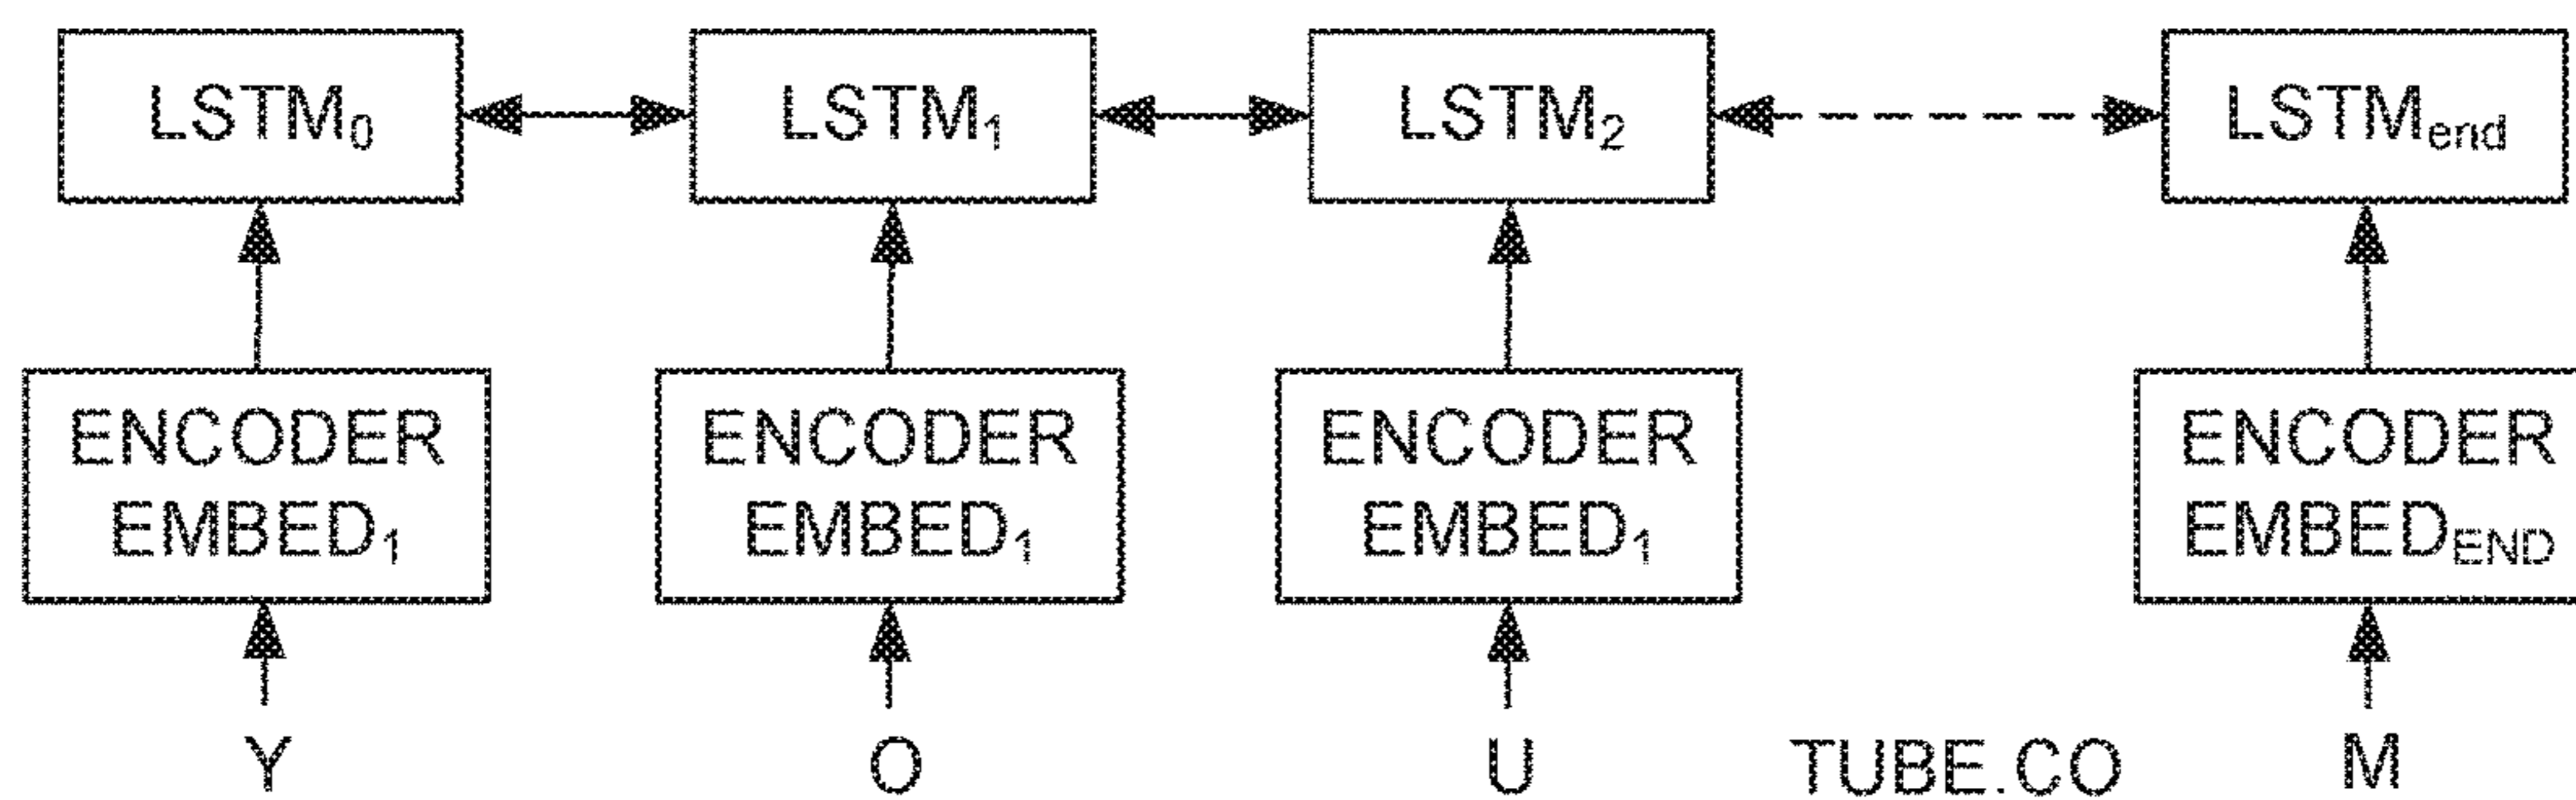 LSTM₀ LSTM₁ LSTM₂ LSTMend
ENCODER ENCODER ENCODER ENCODER
EMBED₁ EMBED₁ EMBED₁ EMBEDEND
Y O U TUBE.CO M